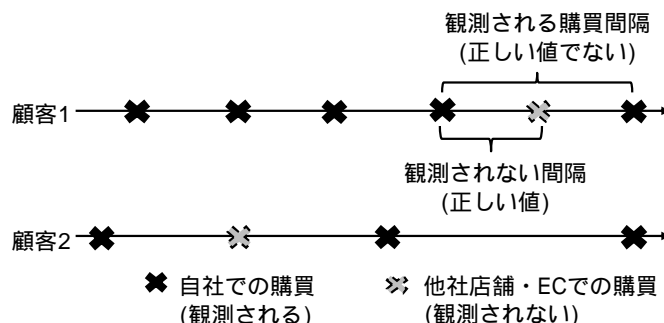 観測される購買間隔
(正しい値でない)
顧客1
観測されない間隔
(正しい値)
顧客2
自社での購買
(観測される)
他社店舗・ECでの購買
(観測されない)